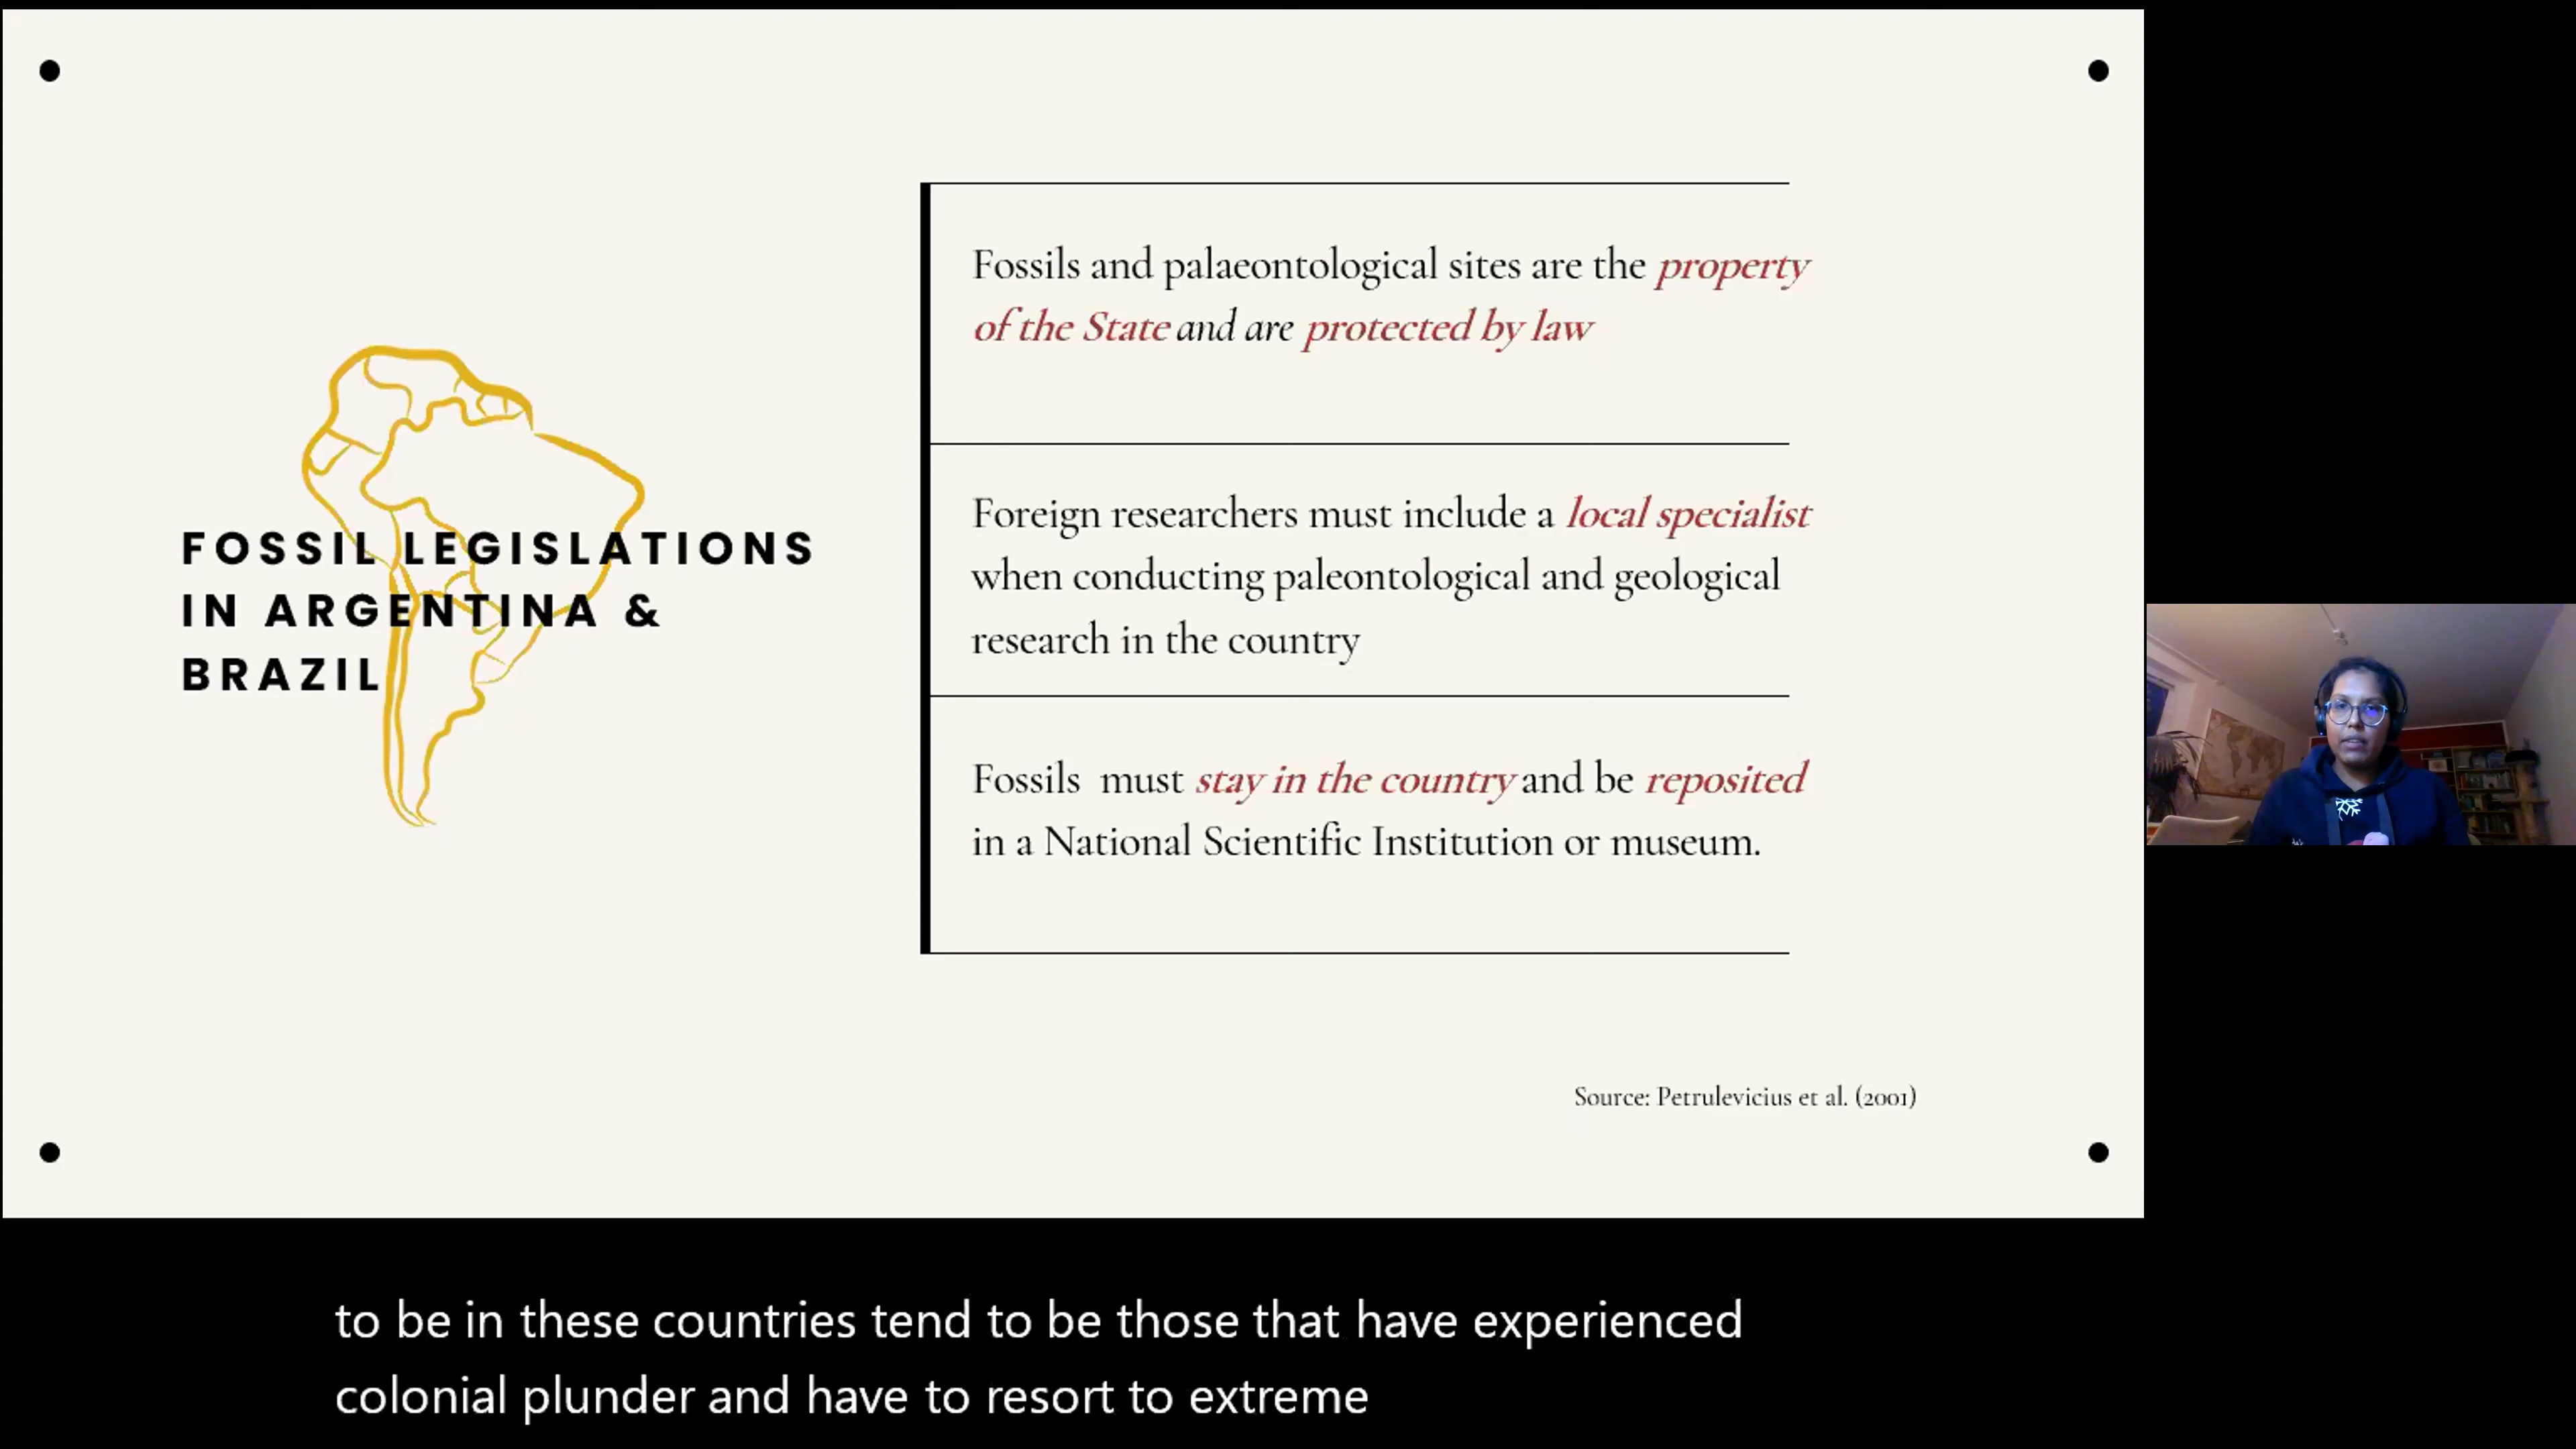 FOSSIL LEGISLATIONS
IN ARGENTINA &
BRAZIL
Fossils and palaeontological sites are the property
of the State and are protected by law
Foreign researchers must include a local specialist
when conducting paleontological and geological
research in the country
Fossils must stay in the country and be reposited
in a National Scientific Institution or museum.
Source: Petrulevicius et al. (2001)
to be in these countries tend to be those that have experienced
colonial plunder and have to resort to extreme